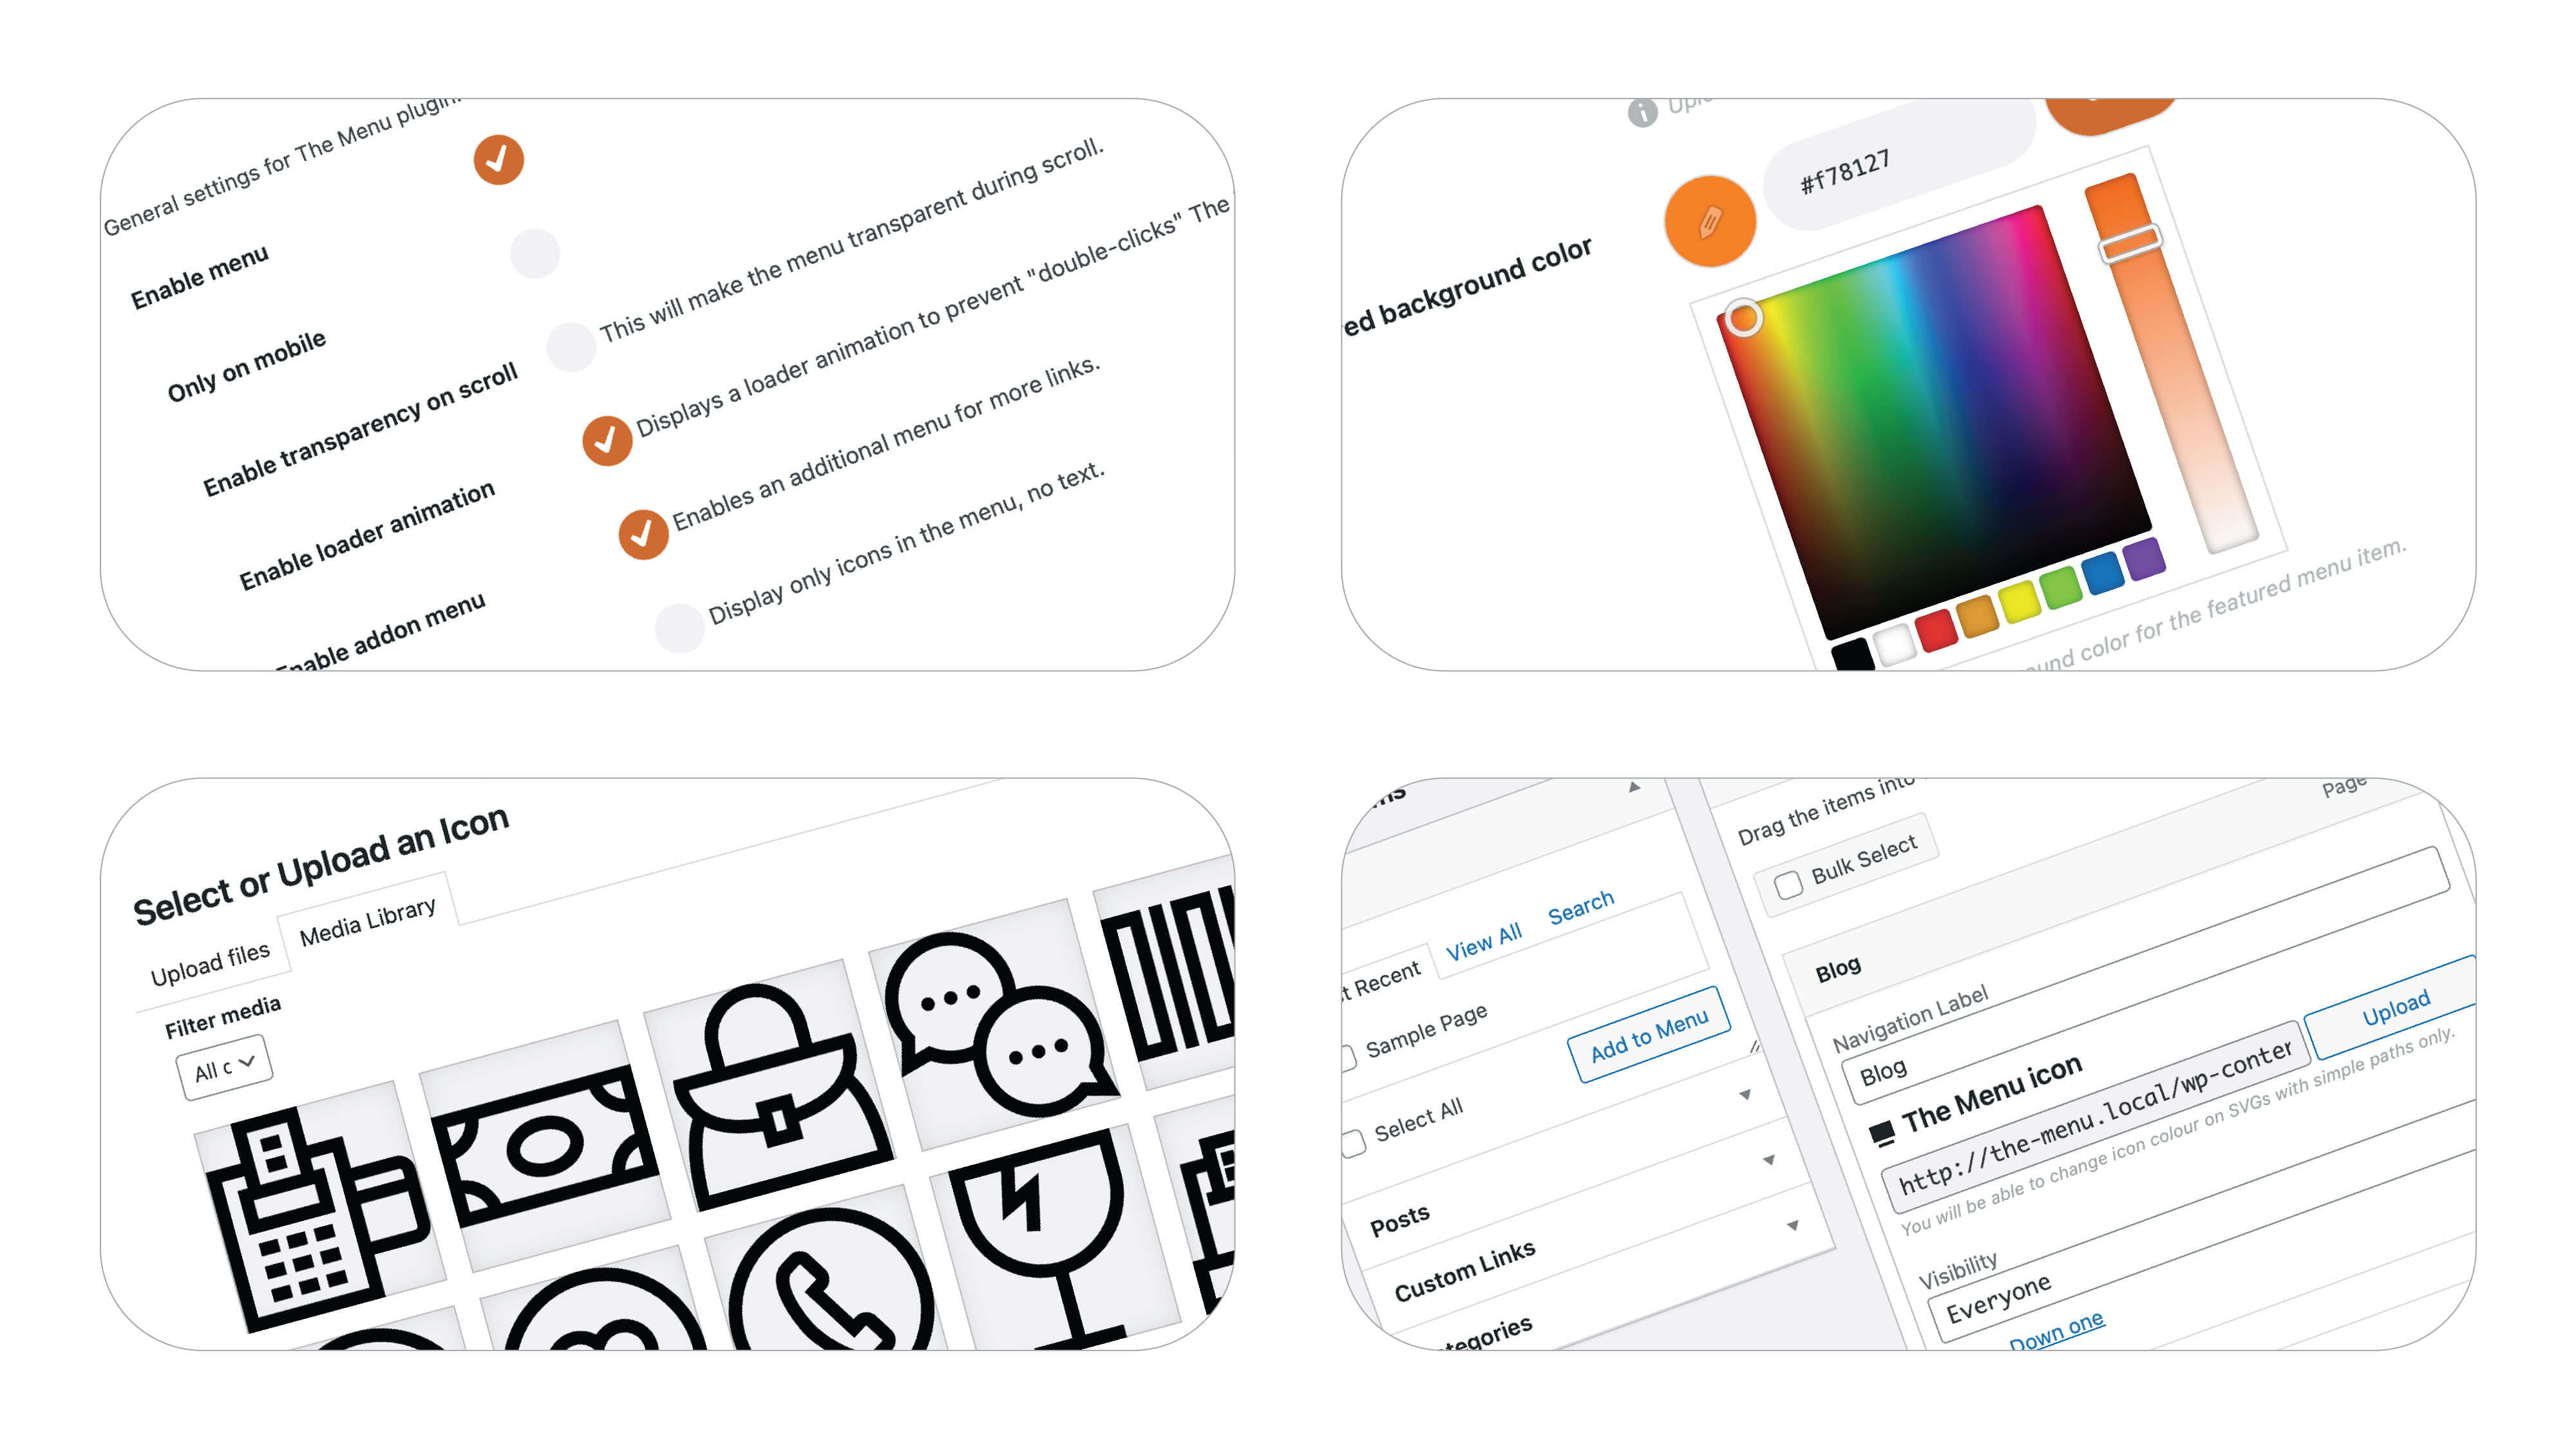 General settings for The Menu plugin.
Enable menu
Only on mobile
Enable transparency on scroll
This will make the menu transparent during scroll.
Enable loader animation
Displays a loader animation to prevent "double-clicks" The
Enable addon menu
Enables an additional menu for more links.
Display only icons in the menu, no text.
#f78127
ed background color
und color for the featured menu item.
Select or Upload an Icon
Upload files
Media Library
Filter media
All c
t Recent
View All
Search
Sample Page
Select All
Add to Menu
Posts
Custom Links
tegories
Drag the items into
Bulk Select
Blog
Page
Navigation Label
Blog
The Menu icon
http://the-menu.local/wp-conter
Upload
You will be able to change icon colour on SVGs with simple paths only.
Visibility
Everyone
Down one